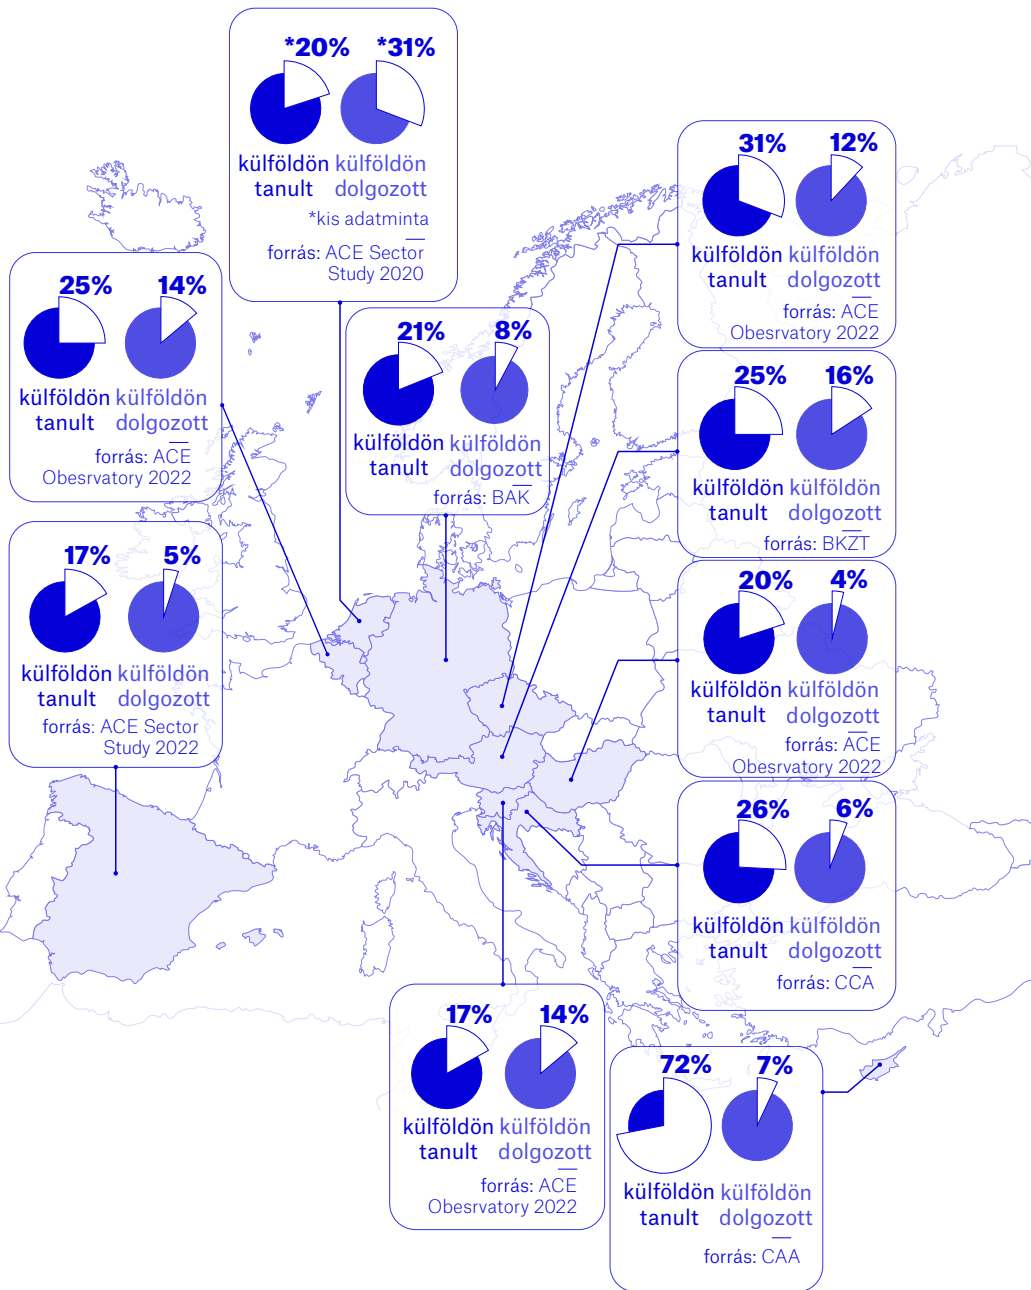 *20% *31%
külföldön külföldön
tanult dolgozott
*kis adatminta
forrás: ACE Sector
Study 2020
31% 12%
külföldön külföldön
tanult dolgozott
forrás: ACE
Obesrvatory 2022
25% 14%
külföldön külföldön
tanult dolgozott
forrás: ACE
Obesrvatory 2022
21% 8%
külföldön külföldön
tanult dolgozott
forrás: BAK
25% 16%
külföldön külföldön
tanult dolgozott
forrás: BKZT
17% 5%
külföldön külföldön
tanult dolgozott
forrás: ACE Sector
Study 2022
20% 4%
külföldön külföldön
tanult dolgozott
forrás: ACE
Obesrvatory 2022
26% 6%
külföldön külföldön
tanult dolgozott
forrás: CCA
17% 14%
külföldön külföldön
tanult dolgozott
forrás: ACE
Obesrvatory 2022
72% 7%
külföldön külföldön
tanult dolgozott
forrás: CAA